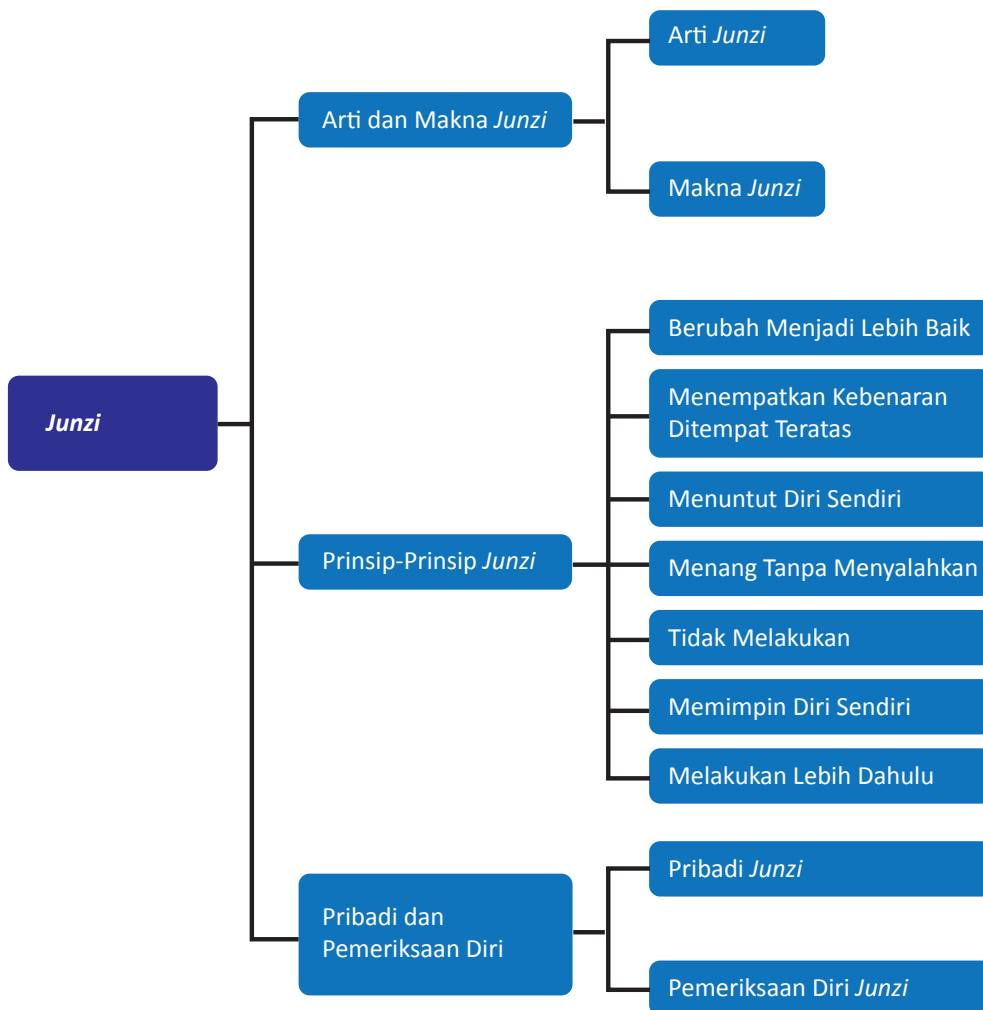 Junzi
Arti dan Makna Junzi
Arti Junzi
Makna Junzi
Prinsip-Prinsip Junzi
Berubah Menjadi Lebih Baik
Menempatkan Kebenaran
Ditempat Teratas
Menuntut Diri Sendiri
Menang Tanpa Menyalahkan
Tidak Melakukan
Memimpin Diri Sendiri
Melakukan Lebih Dahulu
Pribadi dan
Pemeriksaan Diri
Pribadi Junzi
Pemeriksaan Diri Junzi